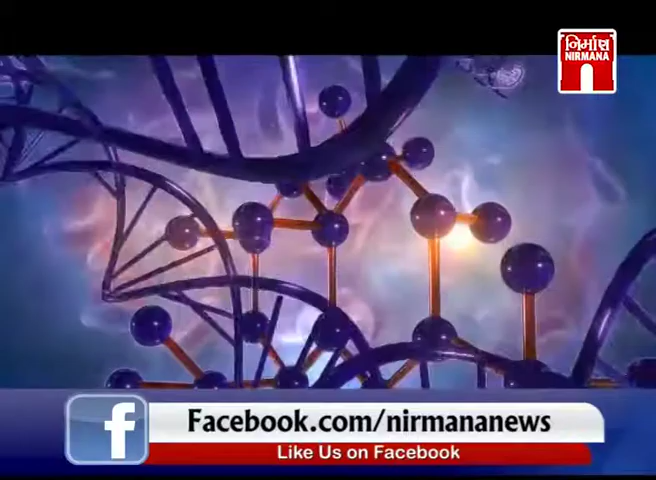 નિર્માણ
NIRMANA
Facebook.com/nirmananews
Like Us on Facebook